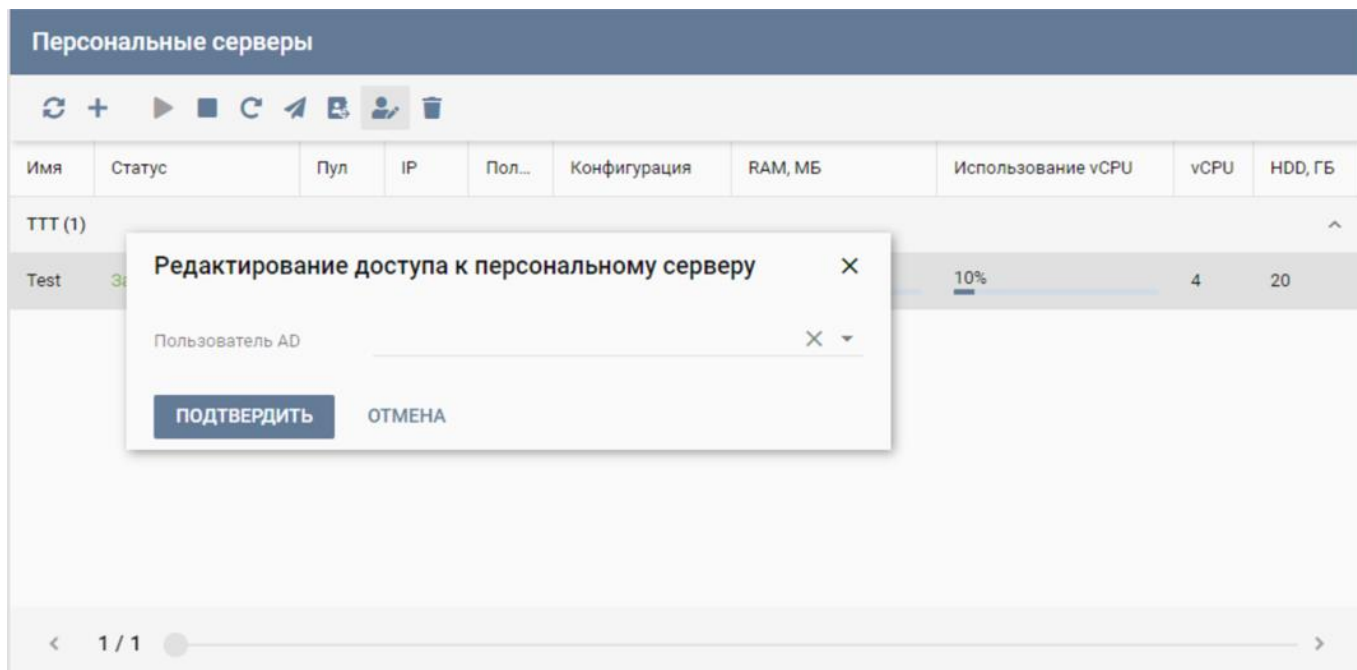 Персональные серверы
Имя Статус Пул IP Пол... Конфигурация RAM, МБ Использование vCPU vCPU HDD, ГБ
TTT (1)
Редактирование доступа к персональному серверу
Test 10% 4 20
Пользователь AD
ПОДТВЕРДИТЬ ОТМЕНА
1 / 1